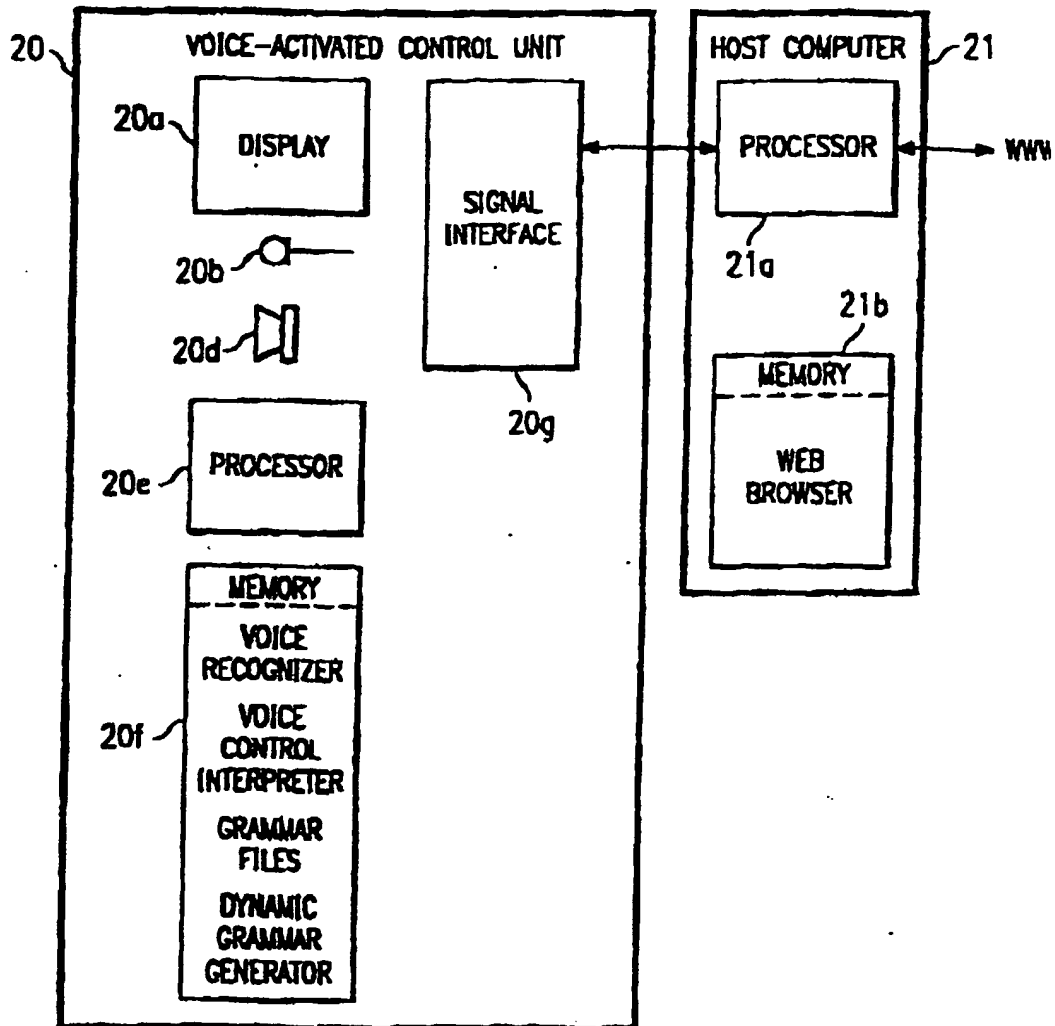 20
VOICE-ACTIVATED CONTROL UNIT
20a
DISPLAY
20b
20d
SIGNAL
INTERFACE
20g
20e
PROCESSOR
20f
MEMORY
VOICE
RECOGNIZER
VOICE
CONTROL
INTERPRETER
GRAMMAR
FILES
DYNAMIC
GRAMMAR
GENERATOR
HOST COMPUTER
21
PROCESSOR
WWW
21a
21b
MEMORY
WEB
BROWSER